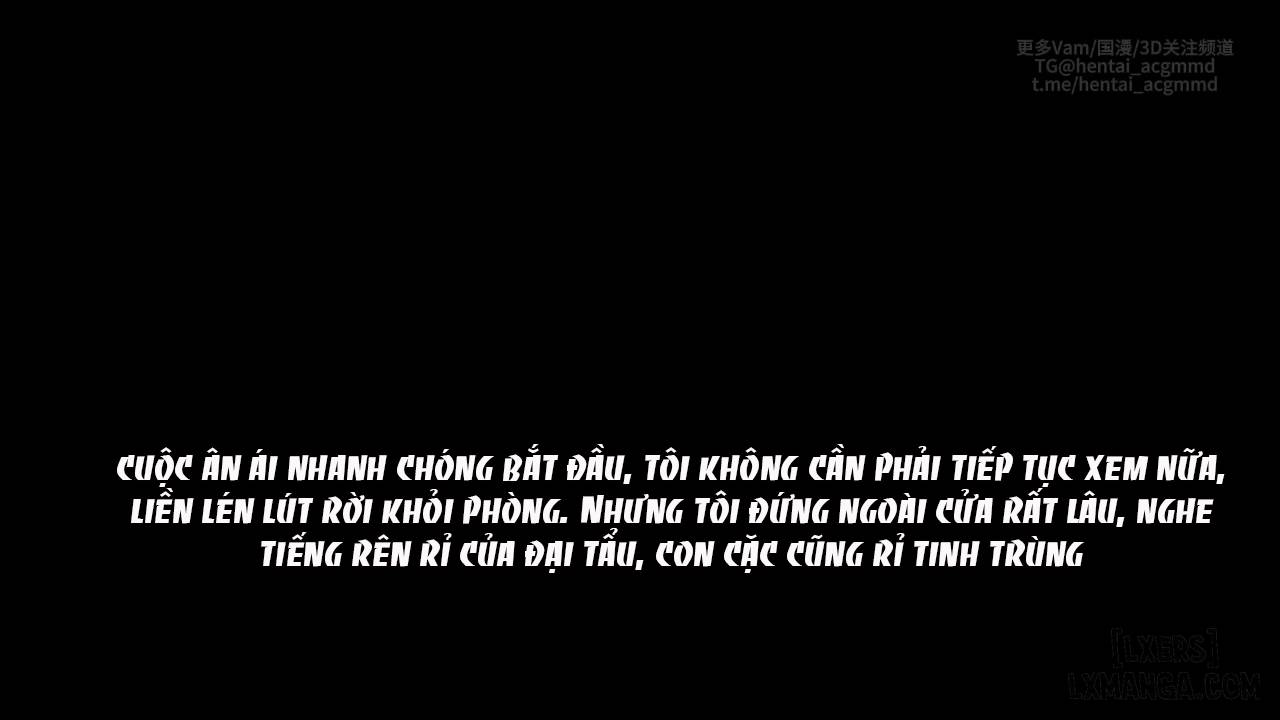 更多Vam/国漫/3D关注频道
TG@hentai_acgmmd
t.me/hentai_acgmmd
CUỘC ÂN ÁI NHANH CHÓNG BẮT ĐẦU, TÔI KHÔNG CẦN PHẢI TIẾP TỤC XEM NỮA,
LIỀN LÉN LÚT RỜI KHỎI PHÒNG. NHƯNG TÔI ĐỨNG NGOÀI CỬA RẤT LÂU, NGHE
TIẾNG RÊN RỈ CỦA ĐẠI TẨU, CON CẶC CŨNG RỈ TINH TRÙNG
[LXERS]
LXMANGA.COM